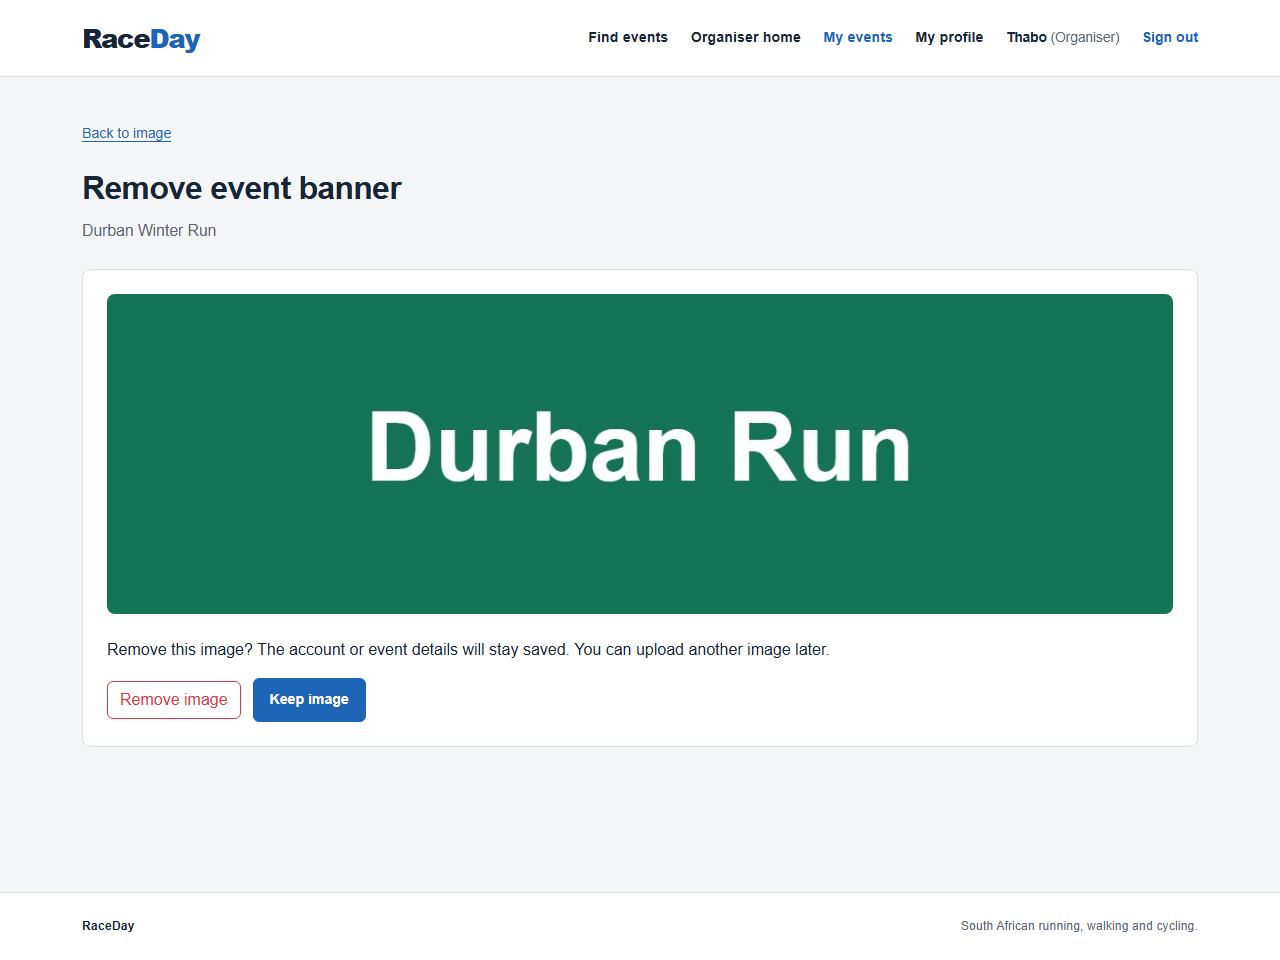 RaceDay
Find events
Organiser home
My events
My profile
Thabo (Organiser)
Sign out
Back to image
Remove event banner
Durban Winter Run
Durban Run
Remove this image? The account or event details will stay saved. You can upload another image later.
Remove image
Keep image
RaceDay
South African running, walking and cycling.